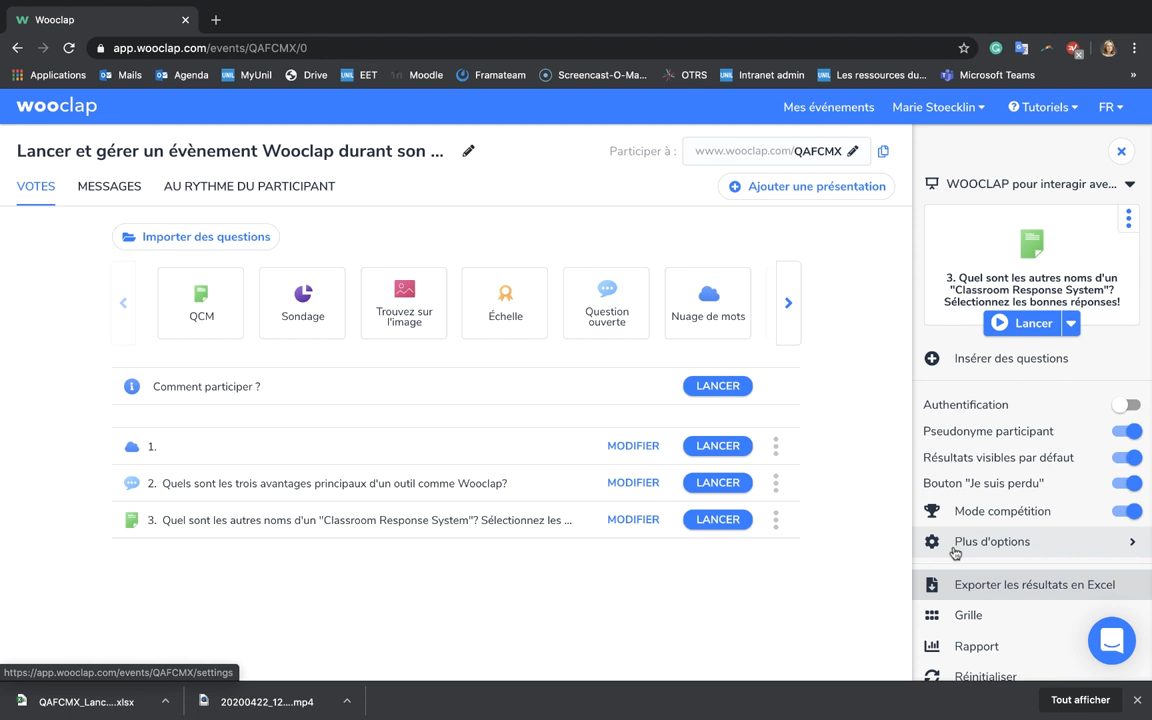 Wooclap
app.wooclap.com/events/QAFCMX/0
Applications Mails Agenda MyUnil Drive EET Moodle Framateam Screencast-O-Ma... OTRS Intranet admin Les ressources du... Microsoft Teams »
wooclap Mes événements Marie Stoecklin Tutoriels FR
Lancer et gérer un évènement Wooclap durant son ...
Participer à : www.wooclap.com/QAFCMX
VOTES MESSAGES AU RYTHME DU PARTICIPANT
Ajouter une présentation
Importer des questions
QCM
Sondage
Trouvez sur
l'image
Échelle
Question
ouverte
Nuage de mots
Comment participer ? LANCER
1. MODIFIER LANCER
2. Quels sont les trois avantages principaux d'un outil comme Wooclap? MODIFIER LANCER
3. Quel sont les autres noms d'un "Classroom Response System"? Sélectionnez les ... MODIFIER LANCER
WOOCLAP pour interagir ave...
3. Quel sont les autres noms d'un
"Classroom Response System"?
Sélectionnez les bonnes réponses!
Lancer
Insérer des questions
Authentification
Pseudonyme participant
Résultats visibles par défaut
Bouton "Je suis perdu"
Mode compétition
Plus d'options
Exporter les résultats en Excel
Grille
Rapport
Réinitialiser
https://app.wooclap.com/events/QAFCMX/settings
QAFCMX_Lanc....xlsx
20200422_12....mp4
Tout afficher